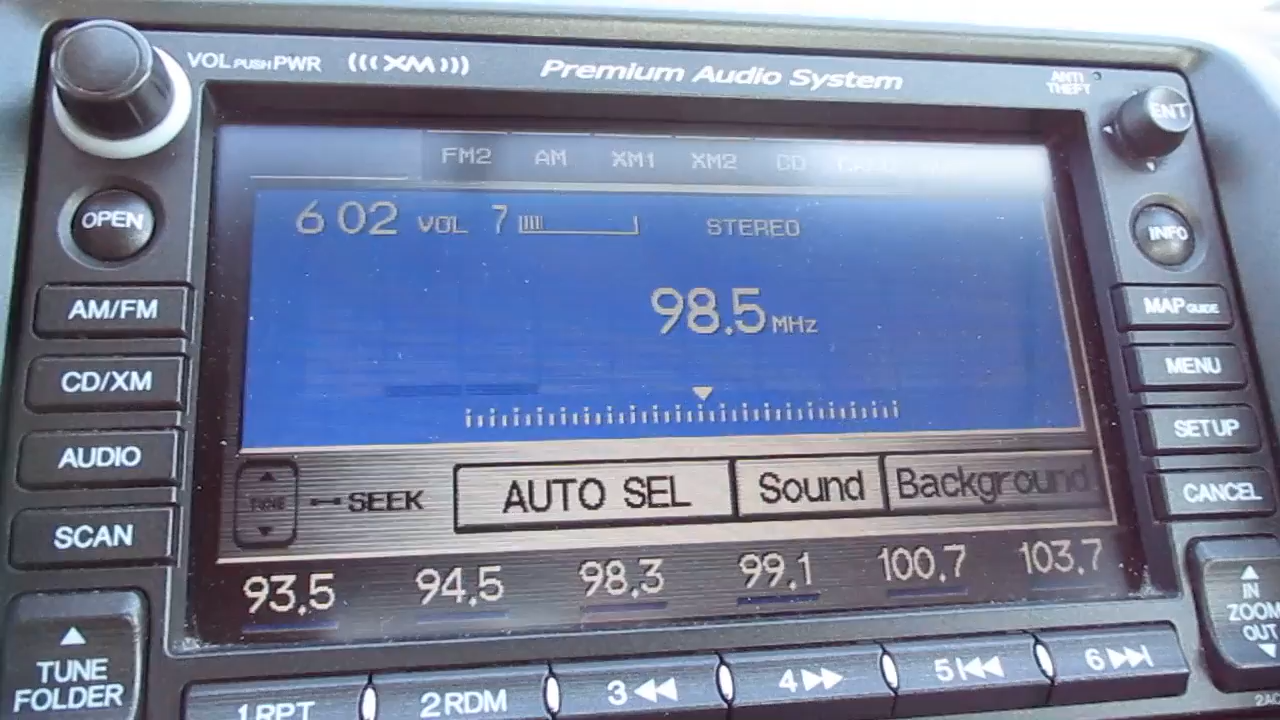 VOL PUSH PWR (((XM))) Premium Audio System ANTI THEFT
ENT
FM2 AM XM1 XM2 CD
OPEN
6 02 VOL 7 STEREO
INFO
98.5 MHz
AM/FM
MAP GUIDE
CD/XM
MENU
AUDIO
SET UP
TUNE SEEK AUTO SEL Sound Background
CANCEL
SCAN
93.5 94.5 98.3 99.1 100.7 103.7
IN
ZOOM
OUT
TUNE
FOLDER
1 RPT 2 RDM 3 4 5 6